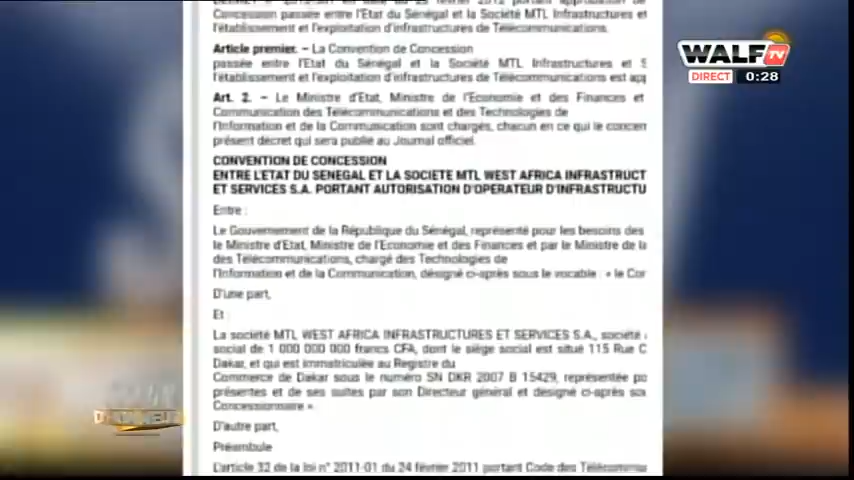 Concession passée entre l'Etat du Sénégal et la Société MTL Infrastructures et
l'établissement et l'exploitation d'infrastructures de Télécommunications.
Article premier. – La Convention de Concession
passée entre l'Etat du Sénégal et la Société MTL Infrastructures et S
l'établissement et l'exploitation d'infrastructures de Télécommunications est app
Art. 2. – Le Ministre d'Etat, Ministre de l'Economie et des Finances et
Communication des Télécommunications et des Technologies de
l'Information et de la Communication sont chargés, chacun en ce qui le concern
présent décret qui sera publié au Journal officiel.
CONVENTION DE CONCESSION
ENTRE L'ETAT DU SENEGAL ET LA SOCIETE MTL WEST AFRICA INFRASTRUCT
ET SERVICES S.A. PORTANT AUTORISATION D'OPERATEUR D'INFRASTRUCTU
Entre :
Le Gouvernement de la République du Sénégal, représenté pour les besoins des
le Ministre d'Etat, Ministre de l'Economie et des Finances et par le Ministre de la
des Télécommunications, chargé des Technologies de
l'Information et de la Communication, désigné ci-après sous le vocable : « le Cor
D'une part,
Et :
La société MTL WEST AFRICA INFRASTRUCTURES ET SERVICES S.A., société
social de 1 000 000 000 francs CFA, dont le siège social est situé 115 Rue C
Dakar, et qui est immatriculée au Registre du
Commerce de Dakar sous le numéro SN DKR 2007 B 15429, représentée po
présentes et de ses suites par son Directeur général et désigné ci-après sou
Concessionnaire ».
D'autre part,
Préambule
L'article 32 de la loi n° 2011-01 du 24 février 2011 portant Code des Télécommu
WALF TV
DIRECT 0:28